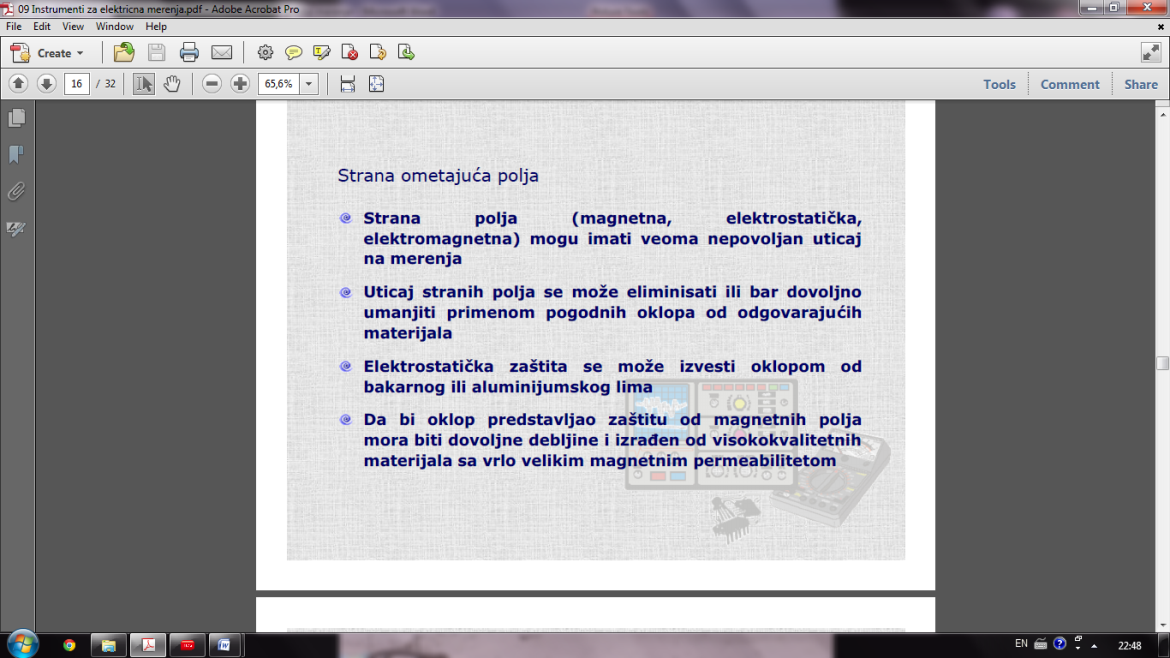 09 Instrumenti za elektricna merenja.pdf - Adobe Acrobat Pro
File Edit View Window Help
Create
16 / 32 65,6% Tools Comment Share
Strana ometajuća polja
Strana polja (magnetna, elektrostatička,
elektromagnetna) mogu imati veoma nepovoljan uticaj
na merenja
Uticaj stranih polja se može eliminisati ili bar dovoljno
umanjiti primenom pogodnih oklopa od odgovarajućih
materijala
Elektrostatička zaštita se može izvesti oklopom od
bakarnog ili aluminijumskog lima
Da bi oklop predstavljao zaštitu od magnetnih polja
mora biti dovoljne debljine i izrađen od visokokvalitetnih
materijala sa vrlo velikim magnetnim permeabilitetom
EN 22:48